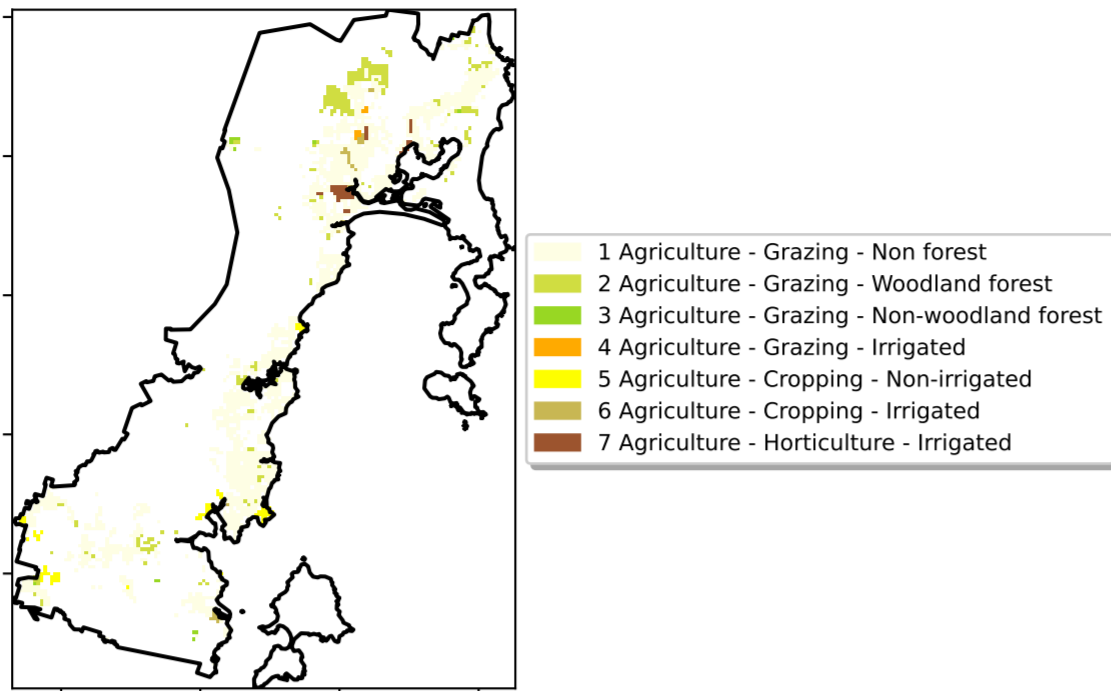 1 Agriculture - Grazing - Non forest
2 Agriculture - Grazing - Woodland forest
3 Agriculture - Grazing - Non-woodland forest
4 Agriculture - Grazing - Irrigated
5 Agriculture - Cropping - Non-irrigated
6 Agriculture - Cropping - Irrigated
7 Agriculture - Horticulture - Irrigated